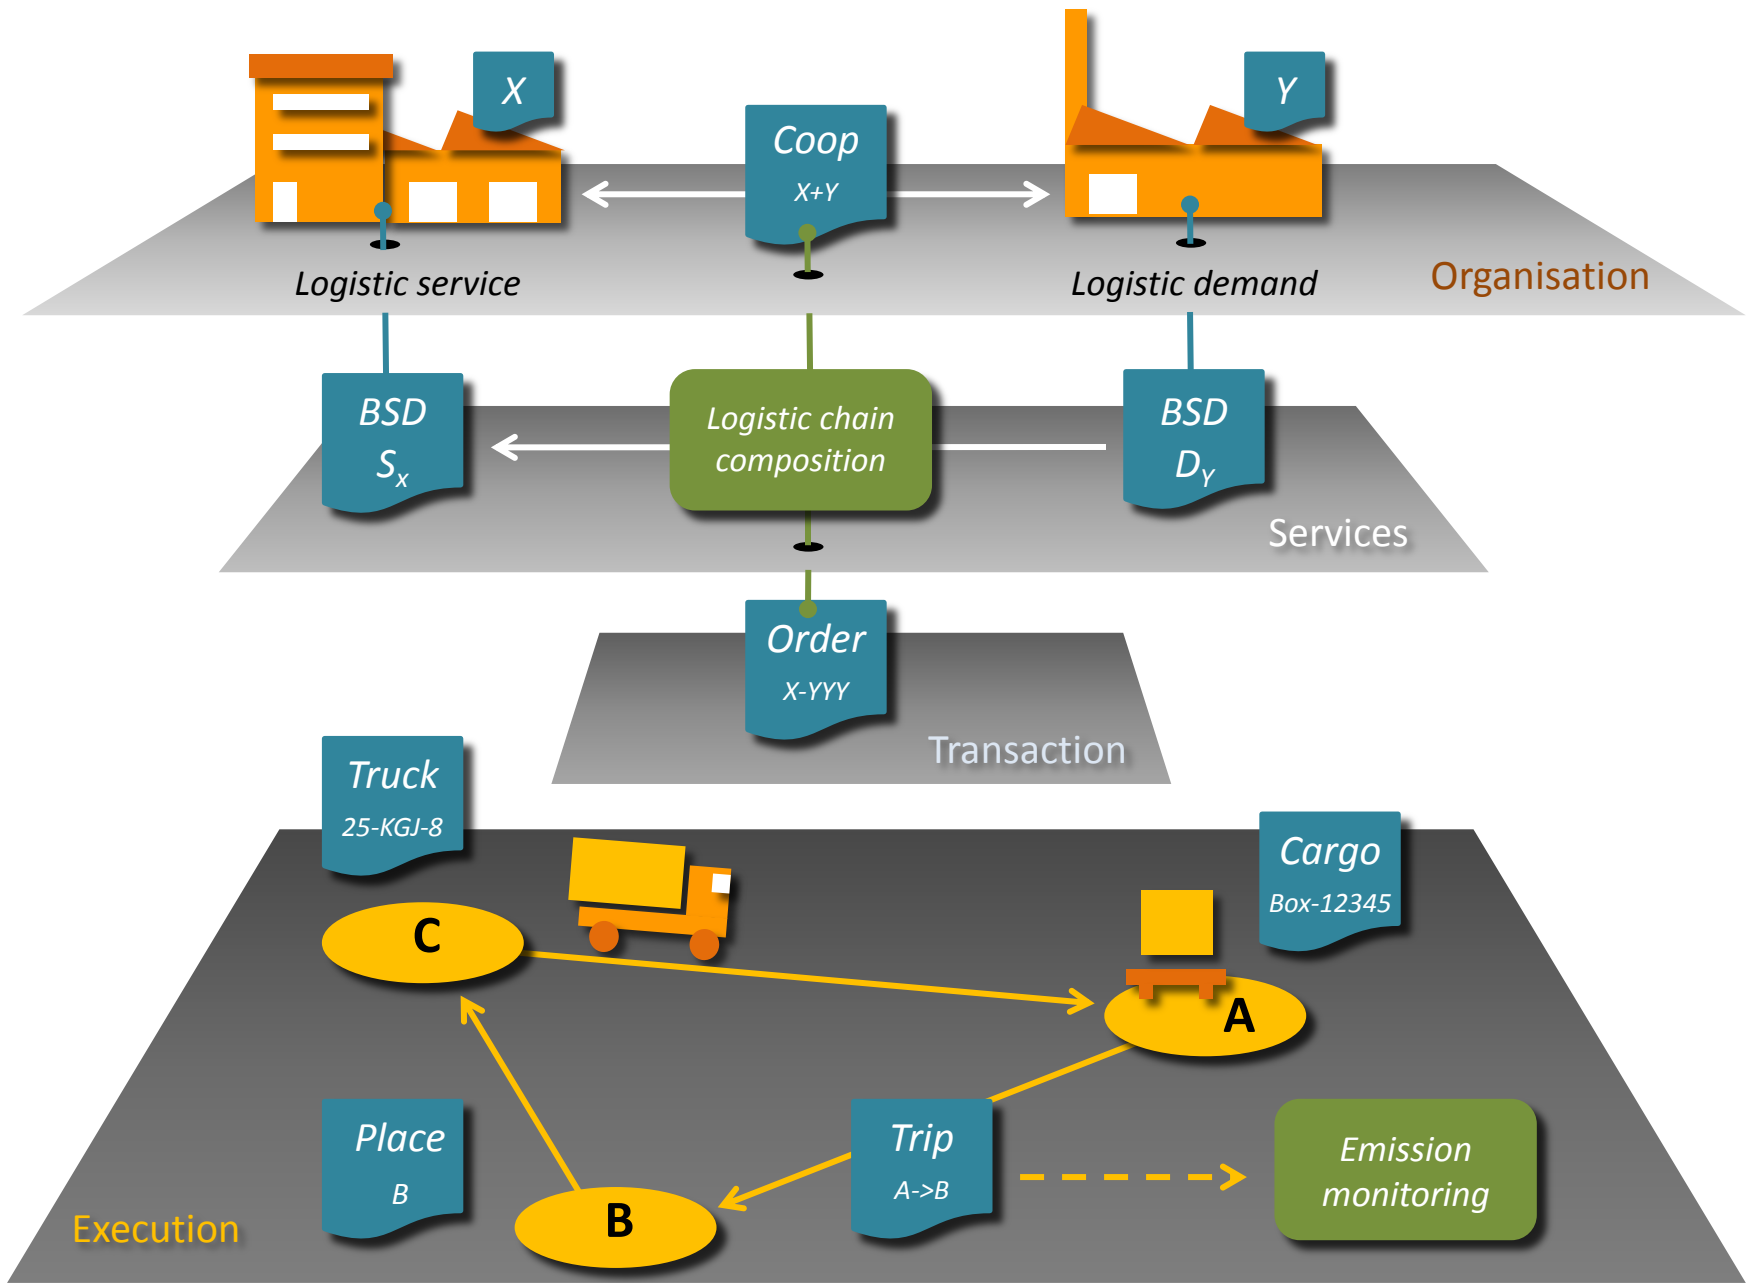 X
Y
Coop
X+Y
Logistic service
Logistic demand
Organisation
BSD
Sx
Logistic chain
composition
BSD
DY
Services
Order
X-YYY
Transaction
Truck
25-KGJ-8
Cargo
Box-12345
C
A
Place
B
Trip
A->B
Emission
monitoring
B
Execution